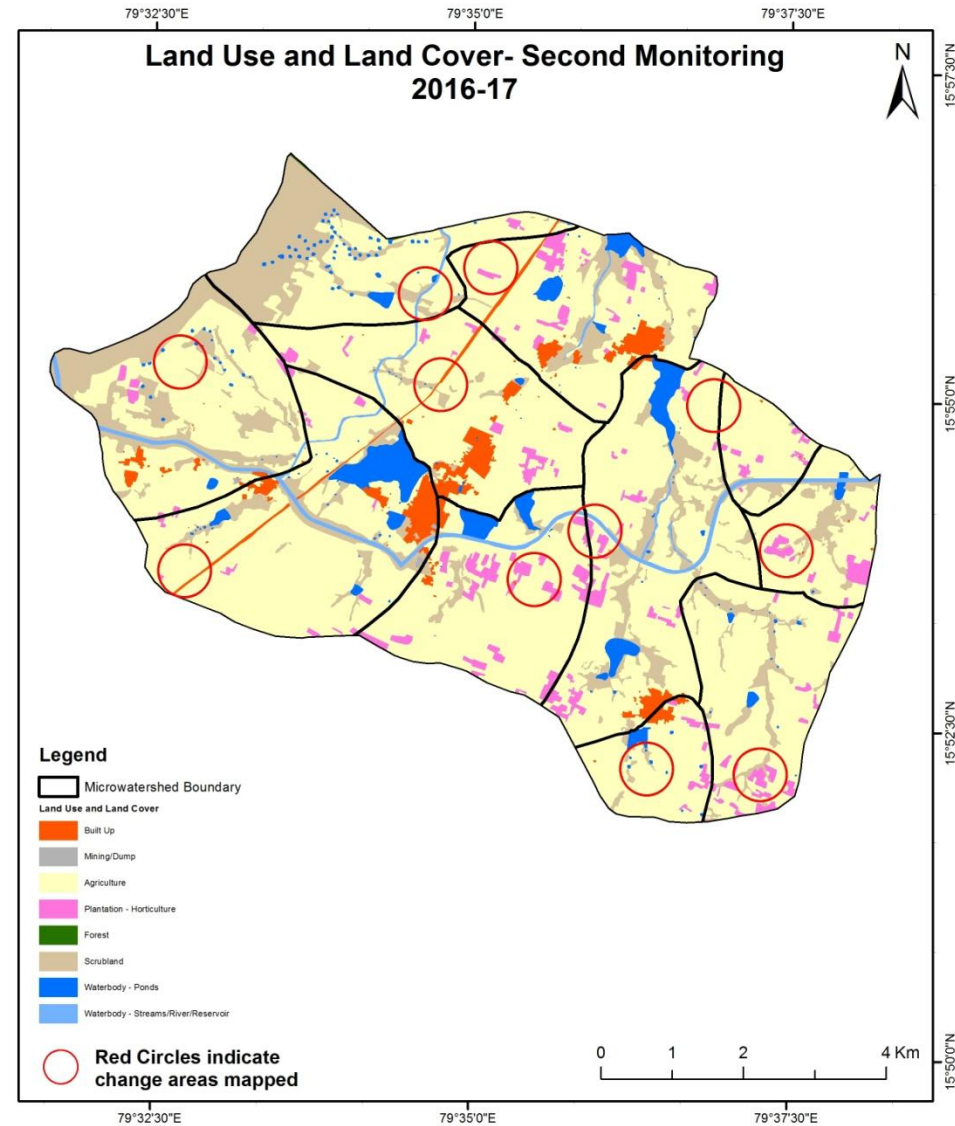 79°32'30"E 79°35'0"E 79°37'30"E
Land Use and Land Cover- Second Monitoring
2016-17
N
15°57'30"N
15°55'0"N
15°52'30"N
15°50'0"N
Legend
Microwatershed Boundary
Land Use and Land Cover
Built Up
Mining/Dump
Agriculture
Plantation - Horticulture
Forest
Scrubland
Waterbody - Ponds
Waterbody - Streams/River/Reservoir
Red Circles indicate
change areas mapped
0 1 2 4 Km
79°32'30"E 79°35'0"E 79°37'30"E